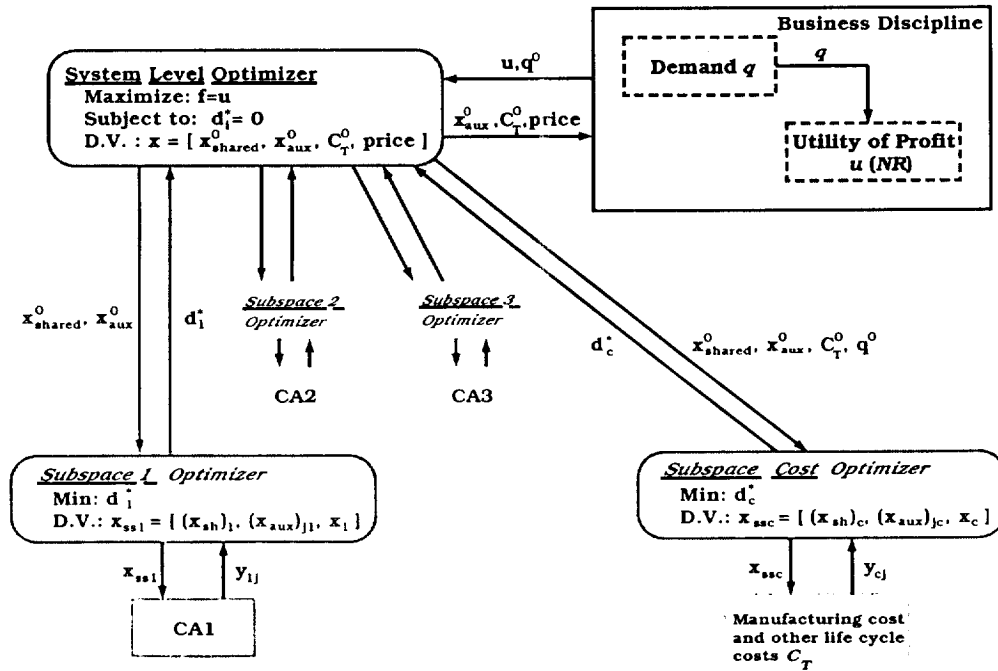 Business Discipline
Demand q
q
Utility of Profit
u (NR)
u,q⁰
x⁰aux, C⁰T, price
System Level Optimizer
Maximize: f=u
Subject to: d*i = 0
D.V. : x = [ x⁰shared, x⁰aux, C⁰T, price ]
x⁰shared, x⁰aux
d*1
Subspace 2
Optimizer
CA2
Subspace 3
Optimizer
CA3
d*c
x⁰shared, x⁰aux, C⁰T, q⁰
Subspace 1 Optimizer
Min: d*1
D.V.: xss1 = [ (xsh)1, (xaux)j1, x1 ]
xss1
y1j
CA1
Subspace Cost Optimizer
Min: d*c
D.V.: xssc = [ (xsh)c, (xaux)jc, xc ]
xssc
ycj
Manufacturing cost
and other life cycle
costs CT